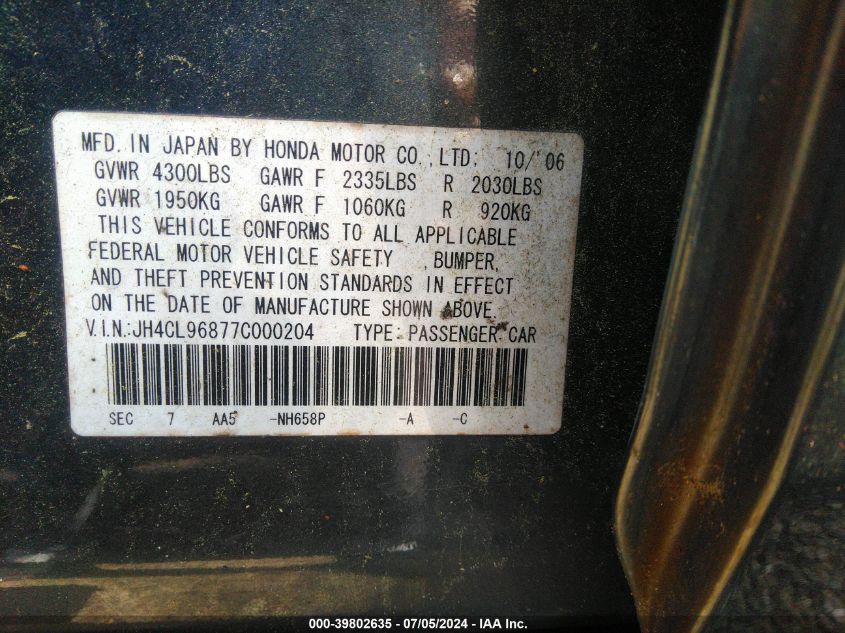 MFD. IN JAPAN BY HONDA MOTOR CO., LTD. 10/'06
GVWR 4300LBS GAWR F 2335LBS R 2030LBS
GVWR 1950KG GAWR F 1060KG R 920KG
THIS VEHICLE CONFORMS TO ALL APPLICABLE
FEDERAL MOTOR VEHICLE SAFETY , BUMPER,
AND THEFT PREVENTION STANDARDS IN EFFECT
ON THE DATE OF MANUFACTURE SHOWN ABOVE.
V.I.N.:JH4CL96877C000204 TYPE: PASSENGER CAR
SEC 7 AA5 -NH658P -A -C
000-39802635 - 07/05/2024 - IAA Inc.